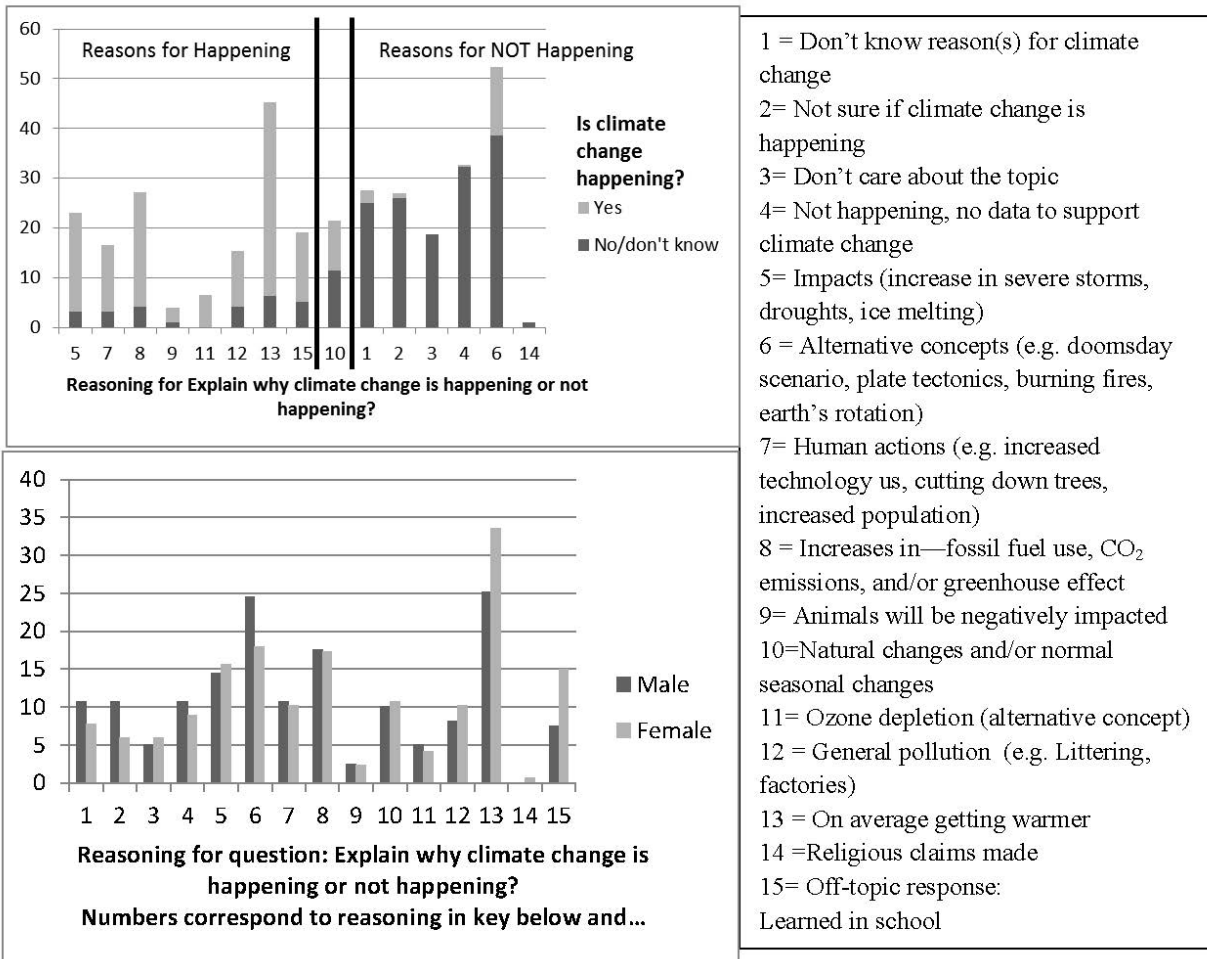 60
50
40
30
20
10
0
Reasons for Happening
Reasons for NOT Happening
5 7 8 9 11 12 13 15 10 1 2 3 4 6 14
Reasoning for Explain why climate change is happening or not
happening?
Is climate
change
happening?
Yes
No/don't know
40
35
30
25
20
15
10
5
0
1 2 3 4 5 6 7 8 9 10 11 12 13 14 15
Male
Female
Reasoning for question: Explain why climate change is
happening or not happening?
Numbers correspond to reasoning in key below and...
1 = Don't know reason(s) for climate
change
2= Not sure if climate change is
happening
3= Don't care about the topic
4= Not happening, no data to support
climate change
5= Impacts (increase in severe storms,
droughts, ice melting)
6 = Alternative concepts (e.g. doomsday
scenario, plate tectonics, burning fires,
earth's rotation)
7= Human actions (e.g. increased
technology us, cutting down trees,
increased population)
8 = Increases in—fossil fuel use, CO₂
emissions, and/or greenhouse effect
9= Animals will be negatively impacted
10=Natural changes and/or normal
seasonal changes
11= Ozone depletion (alternative concept)
12 = General pollution (e.g. Littering,
factories)
13 = On average getting warmer
14 =Religious claims made
15= Off-topic response:
Learned in school